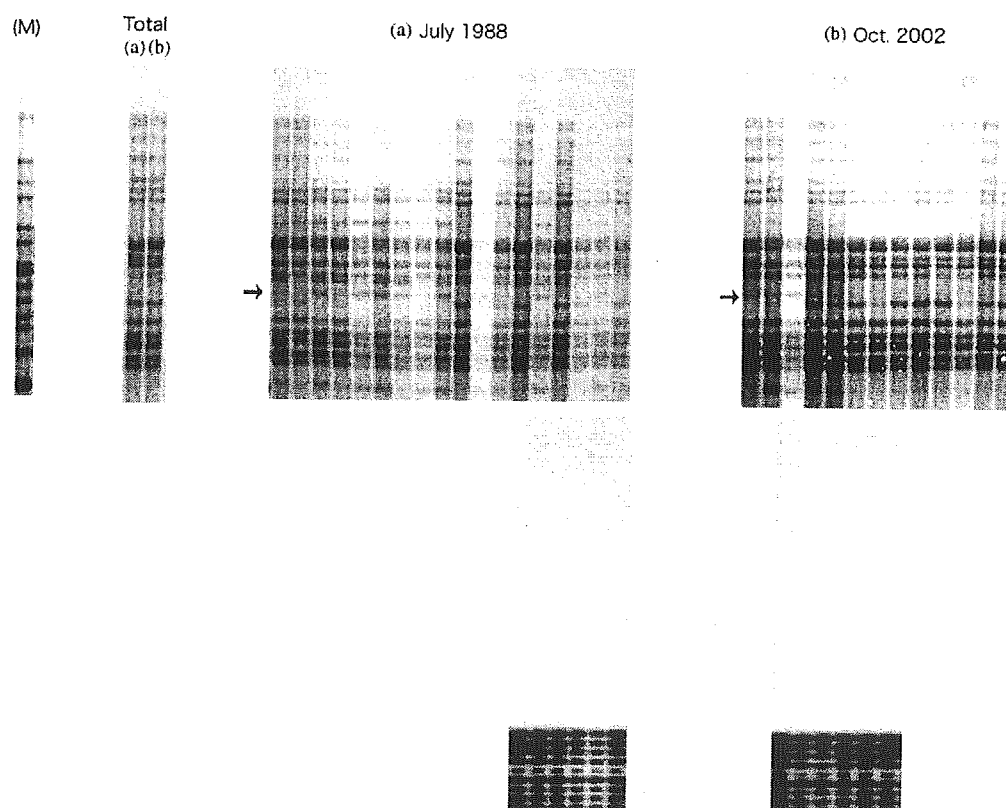 (M)
Total
(a)(b)
(a) July 1988
(b) Oct. 2002
→
→